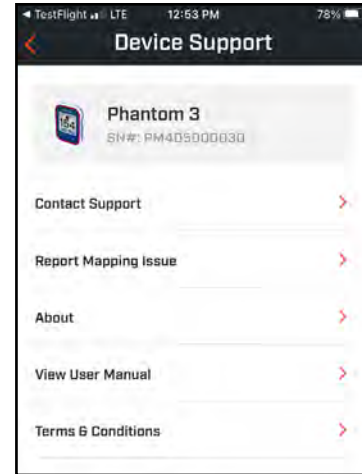 TestFlight LTE 12:53 PM 78%
Device Support
Phantom 3
SN#: PM405000030
Contact Support
Report Mapping Issue
About
View User Manual
Terms & Conditions